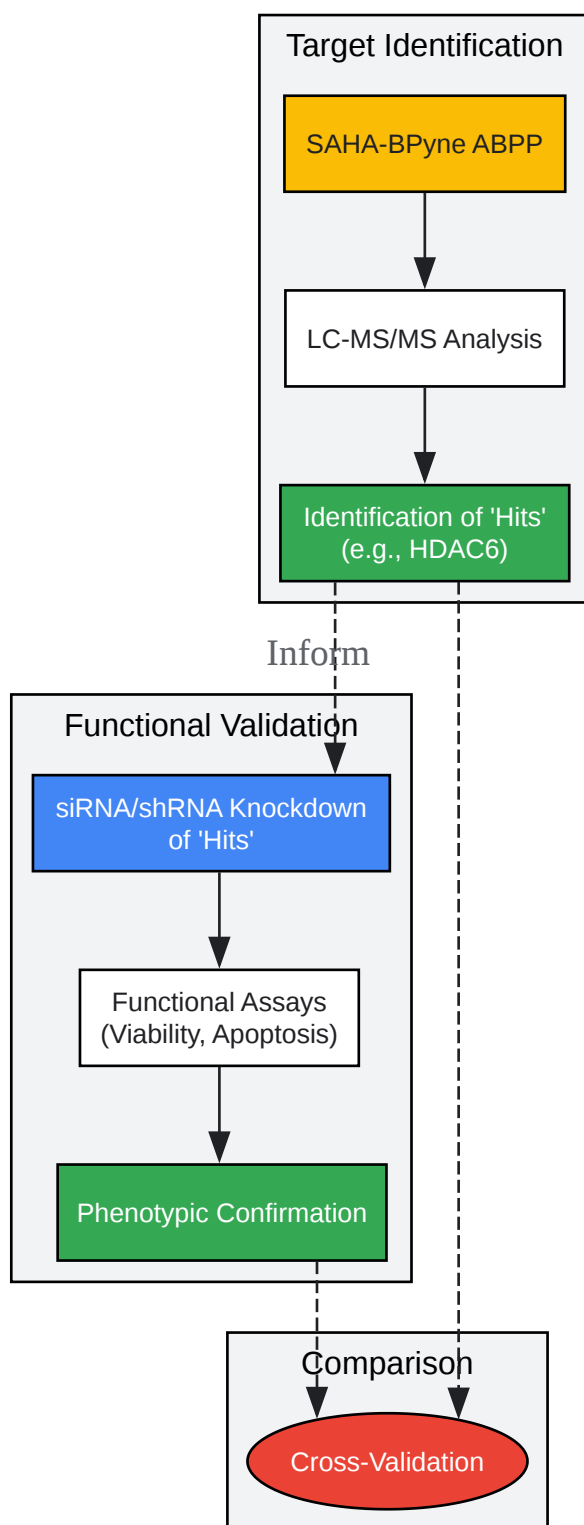 Target Identification
SAHA-BPyne ABPP
LC-MS/MS Analysis
Identification of 'Hits'
(e.g., HDAC6)
Inform
Functional Validation
siRNA/shRNA Knockdown
of 'Hits'
Functional Assays
(Viability, Apoptosis)
Phenotypic Confirmation
Comparison
Cross-Validation